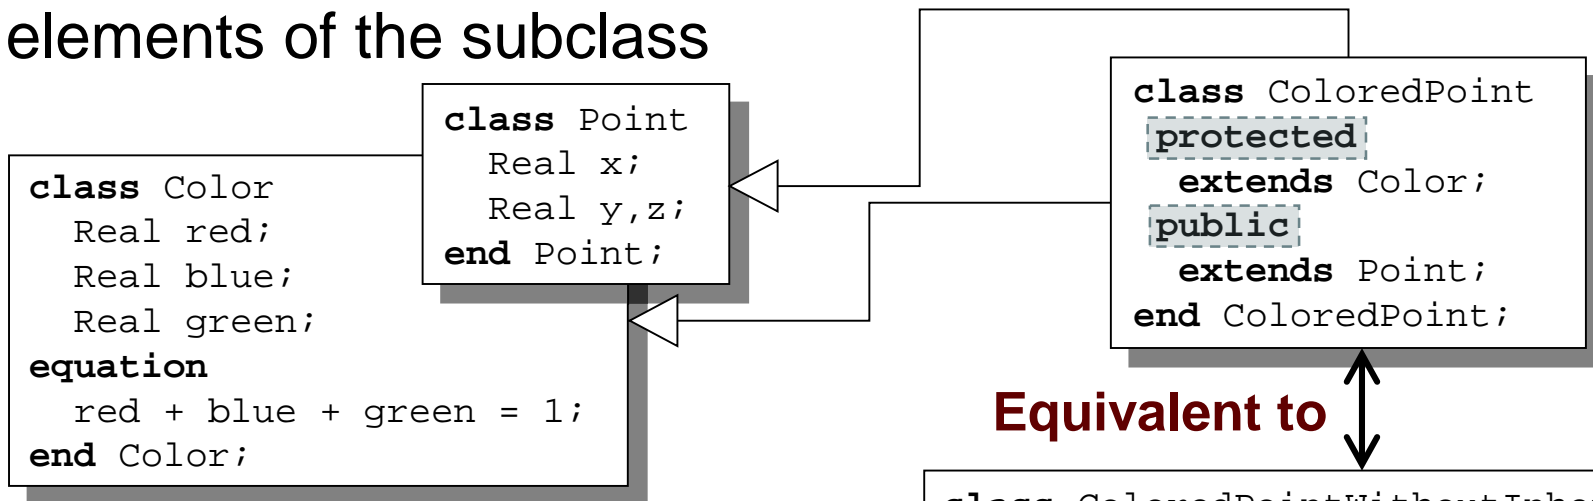 elements of the subclass
class Color
Real red;
Real blue;
Real green;
equation
red + blue + green = 1;
end Color;
class Point
Real x;
Real y,z;
end Point;
class ColoredPoint
protected
extends Color;
public
extends Point;
end ColoredPoint;
Equivalent to
class